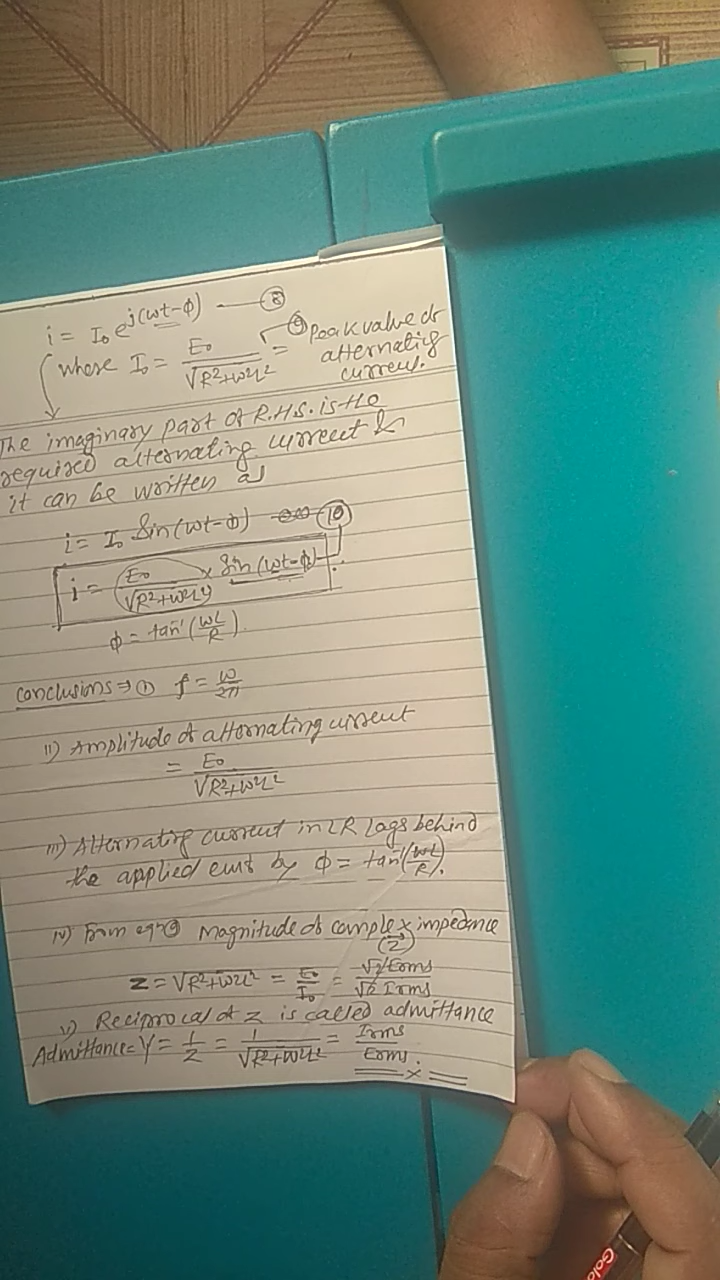 i = I₀ e^j(ωt-ϕ) — ⑧
where I₀ = E₀/√R²+ω²L² = ⑨ Peak value of alternating current.
The imaginary part of R.H.S. is the
required alternating current &
it can be written as
i = I₀ Sin(ωt-ϕ) — ⑩
i = E₀/√R²+ω²L² × Sin(ωt-ϕ)
ϕ = tan⁻¹(ωL/R).
Conclusions ⇒ ① f = ω/2π
II) Amplitude of alternating current
= E₀/√R²+ω²L²
III) Alternating current in LR Lags behind
the applied emf by ϕ = tan⁻¹(ωL/R).
IV) From eqⁿ ⑨ Magnitude of complex impedance
(Z)
Z = √R²+ω²L² = E₀/I₀ = √2 Erms/√2 Irms
V) Reciprocal of Z is called admittance
Admittance = Y = 1/Z = 1/√R²+ω²L² = Irms/Erms.
Gol